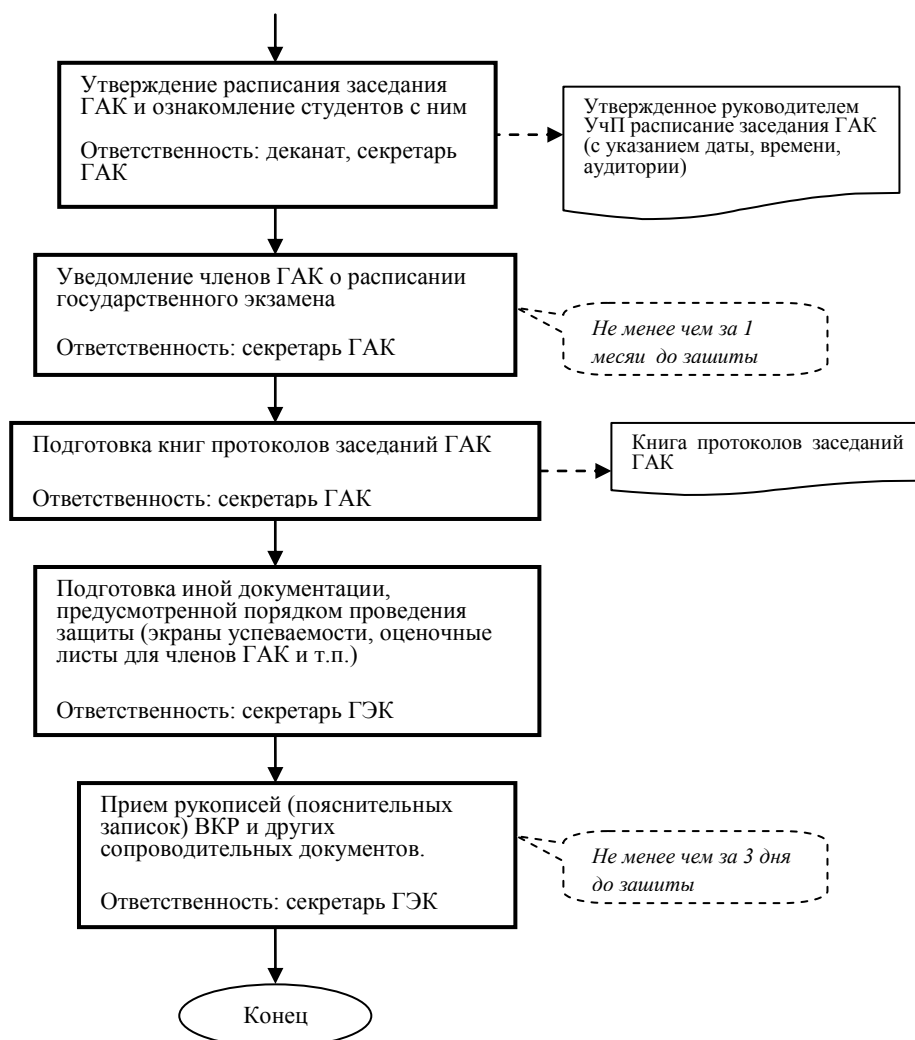 Утверждение расписания заседания
ГАК и ознакомление студентов с ним
Ответственность: деканат, секретарь
ГАК
Утвержденное руководителем
УчП расписание заседания ГАК
(с указанием даты, времени,
аудитории)
Уведомление членов ГАК о расписании
государственного экзамена
Ответственность: секретарь ГАК
Не менее чем за 1
месяи до зашиты
Подготовка книг протоколов заседаний ГАК
Ответственность: секретарь ГАК
Книга протоколов заседаний
ГАК
Подготовка иной документации,
предусмотренной порядком проведения
защиты (экраны успеваемости, оценочные
листы для членов ГАК и т.п.)
Ответственность: секретарь ГЭК
Прием рукописей (пояснительных
записок) ВКР и других
сопроводительных документов.
Ответственность: секретарь ГЭК
Не менее чем за 3 дня
до зашиты
Конец